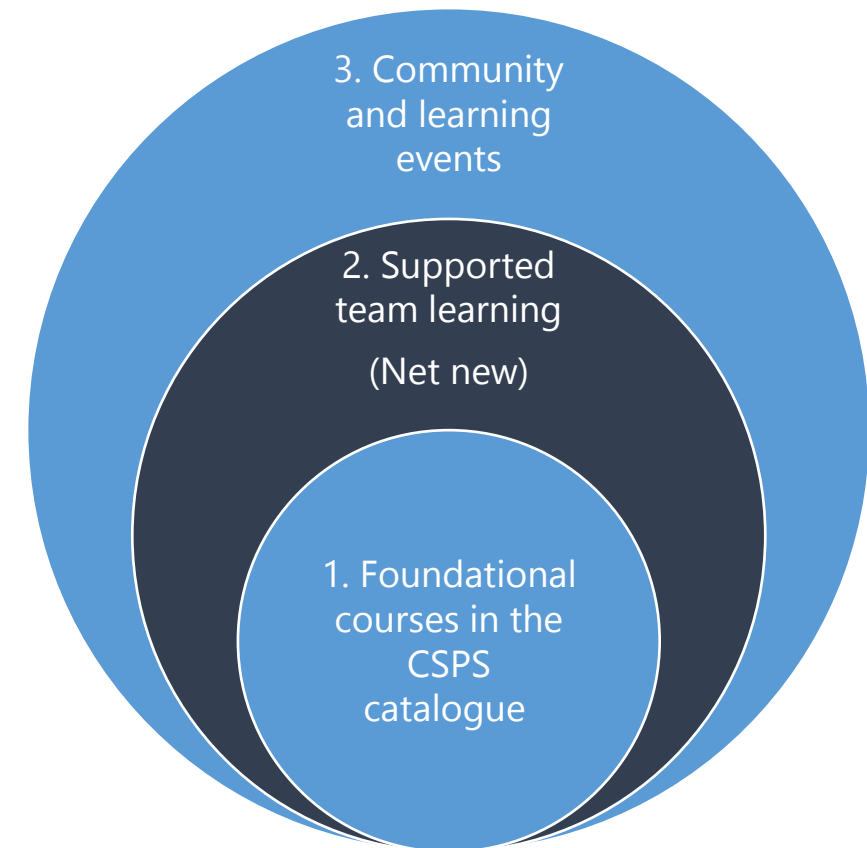 3. Community
and learning
events
2. Supported
team learning
(Net new)
1. Foundational
courses in the
CSPS
catalogue